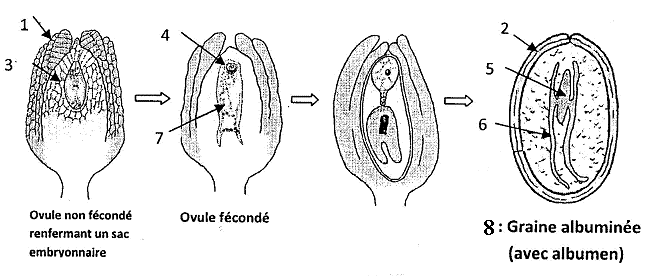 1
3
4
7
2
5
6
Ovule non fécondé
renfermant un sac
embryonnaire
Ovule fécondé
8 : Graine albuminée
(avec albumen)